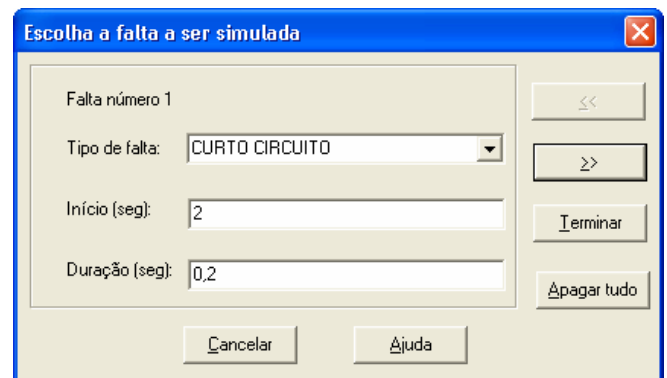 Escolha a falta a ser simulada
Falta número 1
<<
Tipo de falta: CURTO CIRCUITO
>>
Início (seg): 2
Terminar
Duração (seg): 0,2
Apagar tudo
Cancelar Ajuda